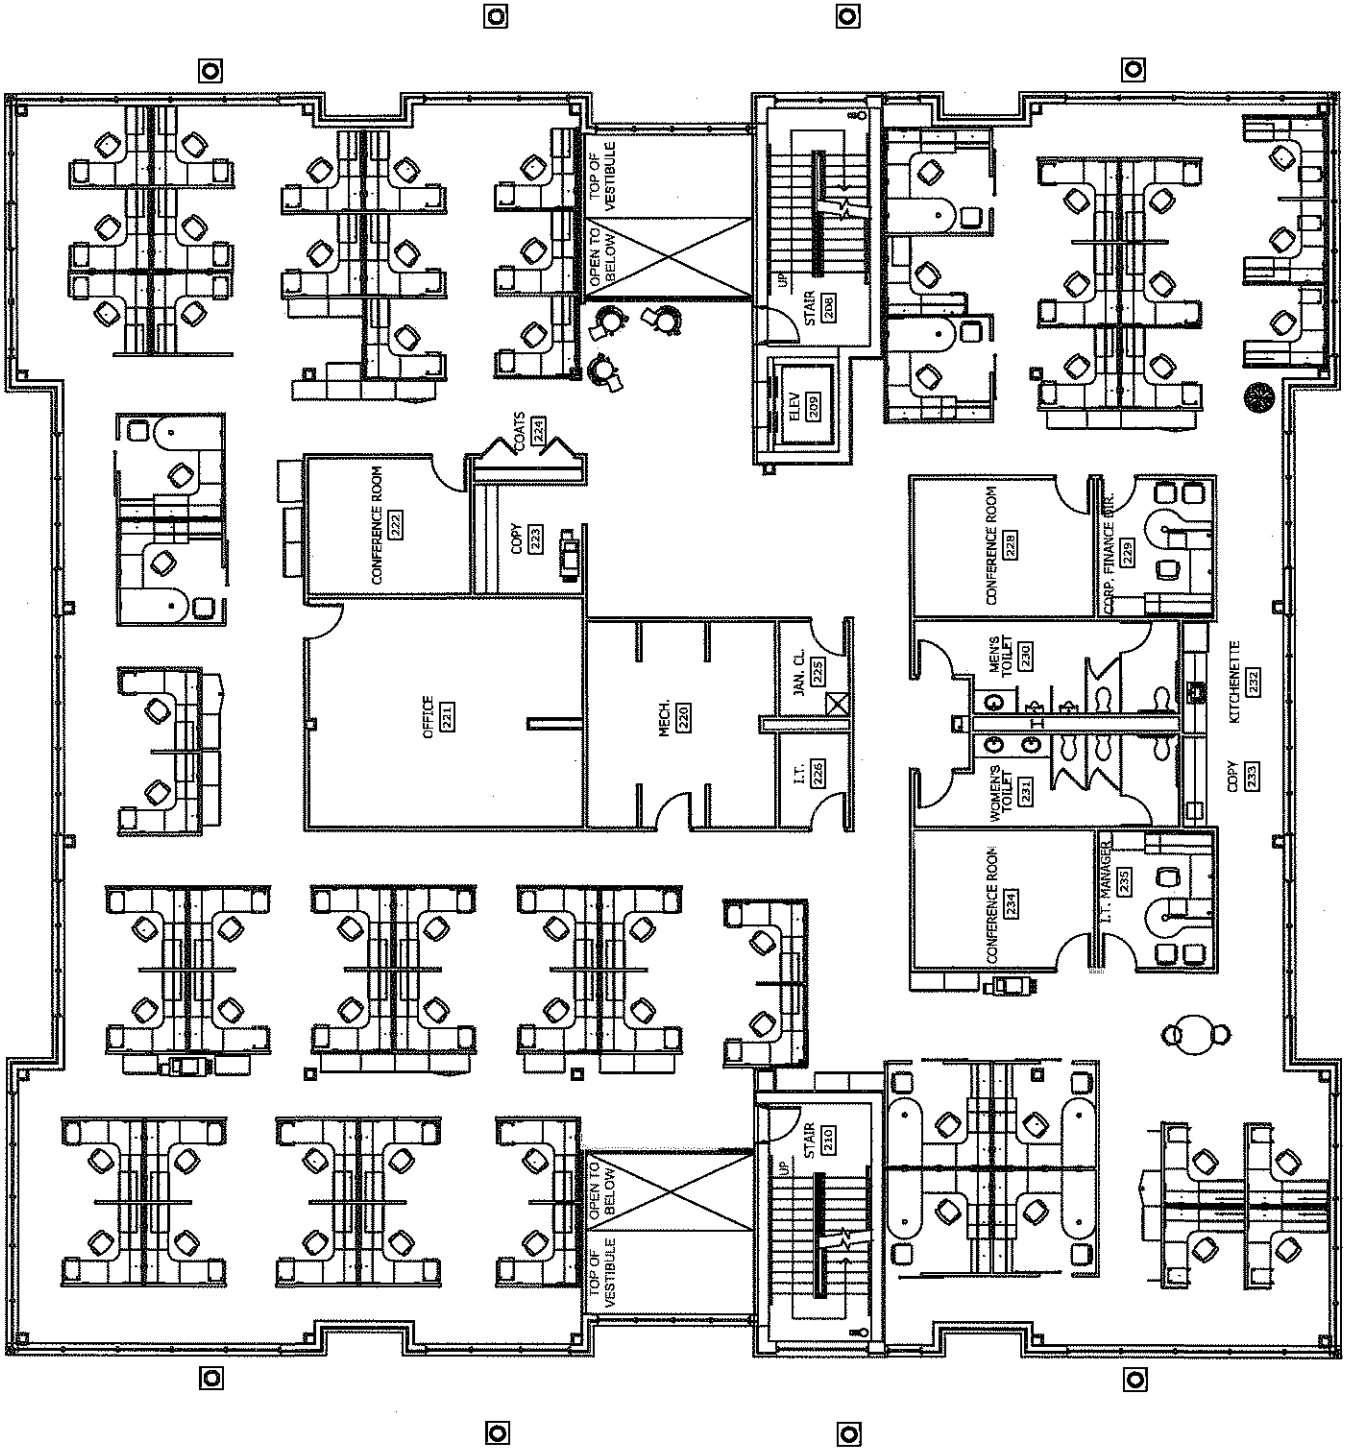 TOP OF
VESTIBULE
OPEN TO
BELOW
UP
STAIR
208
ELEV
209
COATS
224
CONFERENCE ROOM
222
COPY
223
CONFERENCE ROOM
228
CORP. FINANCE DIR.
229
OFFICE
221
MECH.
220
JAN. CL.
225
I.T.
226
MEN'S
TOILET
230
WOMEN'S
TOILET
231
KITCHENETTE
232
COPY
233
CONFERENCE ROOM
234
I.T. MANAGER
235
OPEN TO
BELOW
TOP OF
VESTIBULE
UP
STAIR
210